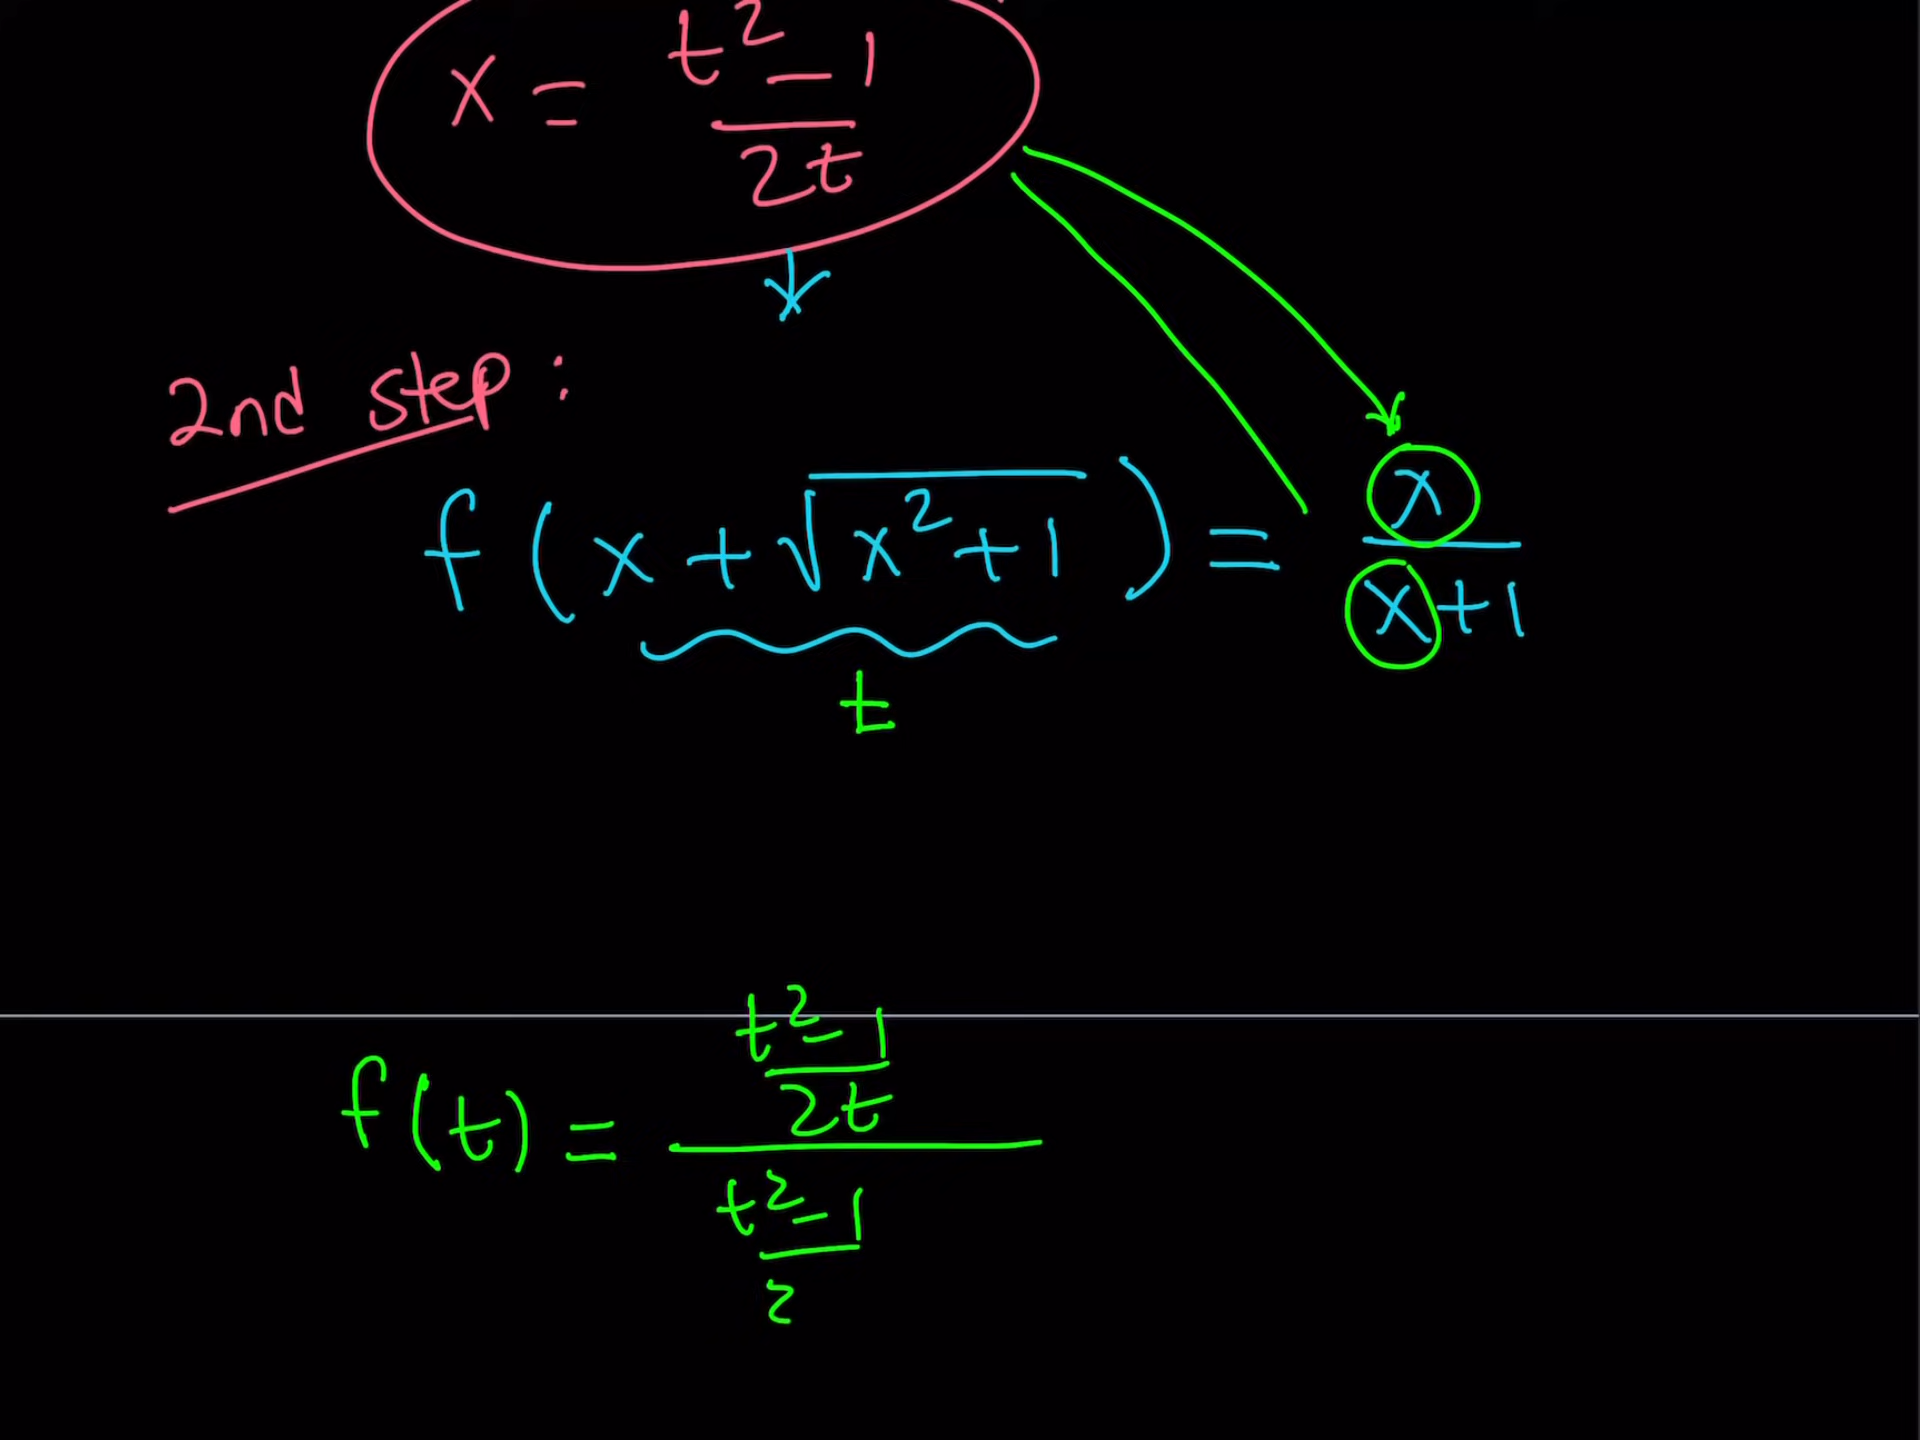 x = t² - 1
2t
2nd step :
f ( x + √x² + 1 ) = x
x + 1
t
t² - 1
2t
f(t) =
t² - 1
2